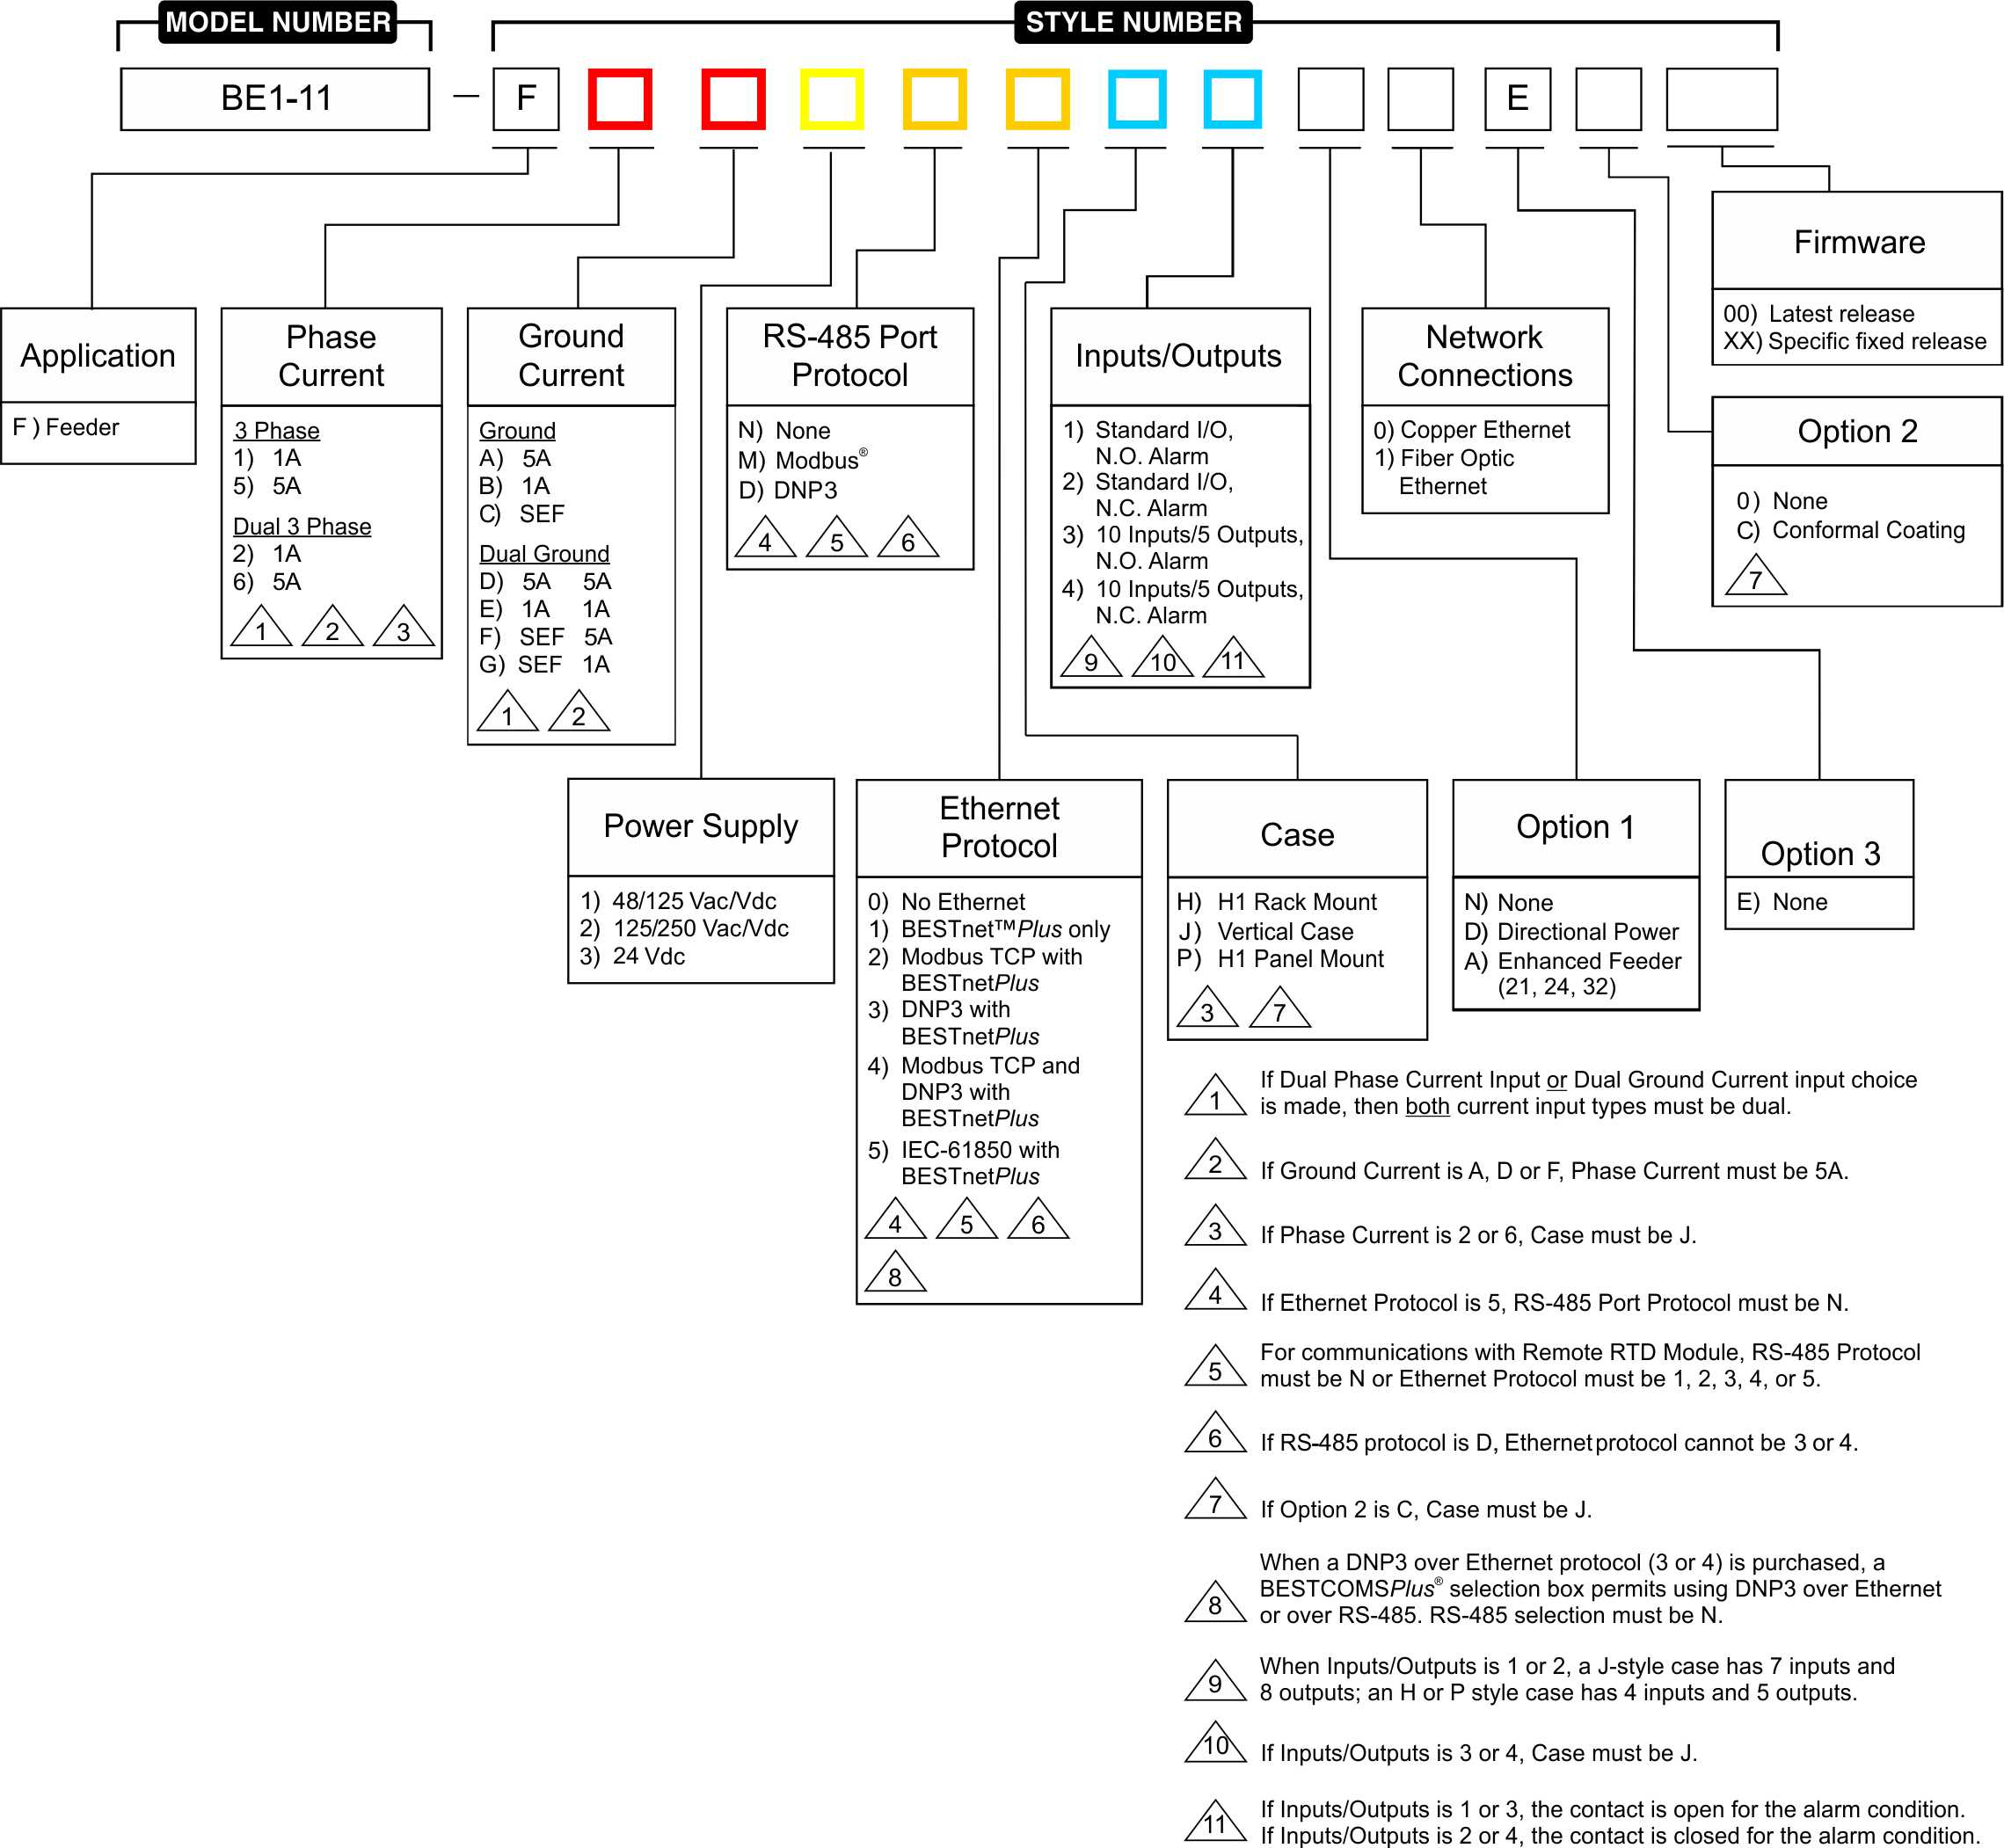 MODEL NUMBER
STYLE NUMBER
BE1-11 — F E
Application
F ) Feeder
Phase
Current
3 Phase
1) 1A
5) 5A
Dual 3 Phase
2) 1A
6) 5A
1 2 3
Ground
Current
Ground
A) 5A
B) 1A
C) SEF
Dual Ground
D) 5A 5A
E) 1A 1A
F) SEF 5A
G) SEF 1A
1 2
RS-485 Port
Protocol
N) None
M) Modbus®
D) DNP3
4 5 6
Inputs/Outputs
1) Standard I/O,
N.O. Alarm
2) Standard I/O,
N.C. Alarm
3) 10 Inputs/5 Outputs,
N.O. Alarm
4) 10 Inputs/5 Outputs,
N.C. Alarm
9 10 11
Network
Connections
0) Copper Ethernet
1) Fiber Optic
Ethernet
Firmware
00) Latest release
XX) Specific fixed release
Option 2
0) None
C) Conformal Coating
7
Power Supply
1) 48/125 Vac/Vdc
2) 125/250 Vac/Vdc
3) 24 Vdc
Ethernet
Protocol
0) No Ethernet
1) BESTnet™Plus only
2) Modbus TCP with
BESTnetPlus
3) DNP3 with
BESTnetPlus
4) Modbus TCP and
DNP3 with
BESTnetPlus
5) IEC-61850 with
BESTnetPlus
4 5 6
8
Case
H) H1 Rack Mount
J) Vertical Case
P) H1 Panel Mount
3 7
Option 1
N) None
D) Directional Power
A) Enhanced Feeder
(21, 24, 32)
Option 3
E) None
1 If Dual Phase Current Input or Dual Ground Current input choice
is made, then both current input types must be dual.
2 If Ground Current is A, D or F, Phase Current must be 5A.
3 If Phase Current is 2 or 6, Case must be J.
4 If Ethernet Protocol is 5, RS-485 Port Protocol must be N.
5 For communications with Remote RTD Module, RS-485 Protocol
must be N or Ethernet Protocol must be 1, 2, 3, 4, or 5.
6 If RS-485 protocol is D, Ethernet protocol cannot be 3 or 4.
7 If Option 2 is C, Case must be J.
8 When a DNP3 over Ethernet protocol (3 or 4) is purchased, a
BESTCOMSPlus® selection box permits using DNP3 over Ethernet
or over RS-485. RS-485 selection must be N.
9 When Inputs/Outputs is 1 or 2, a J-style case has 7 inputs and
8 outputs; an H or P style case has 4 inputs and 5 outputs.
10 If Inputs/Outputs is 3 or 4, Case must be J.
11 If Inputs/Outputs is 1 or 3, the contact is open for the alarm condition.
If Inputs/Outputs is 2 or 4, the contact is closed for the alarm condition.